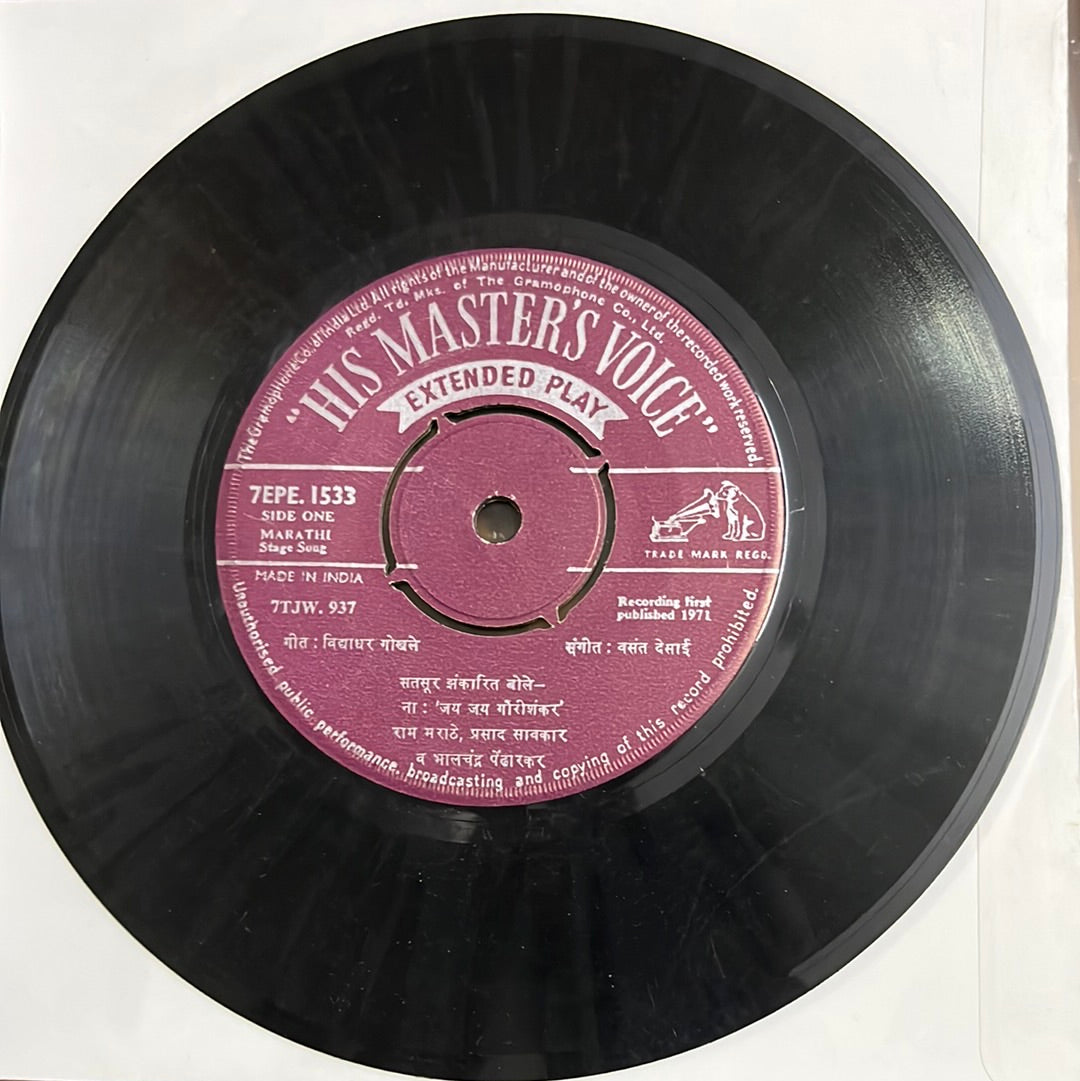 The Gramophone Co. of India Ltd. All rights of the Manufacturer and of the owner of the recorded work reserved.
Regd. Td. Mks. of The Gramophone Co., Ltd.
"HIS MASTER'S VOICE"
EXTENDED PLAY
7EPE. 1533
SIDE ONE
MARATHI
Stage Song
TRADE MARK REGD.
MADE IN INDIA
7TJW. 937
Recording First
published 1971
गीत : विद्याधर गोखले
संगीत : वसंत देसाई
सतसूर झंकारित बोले—
ना : 'जय जय गौरीशंकर'
राम मराठे, प्रसाद सावकार
व भालचंद्र पेंढारकर
Unauthorised public performance, broadcasting and copying of this record prohibited.